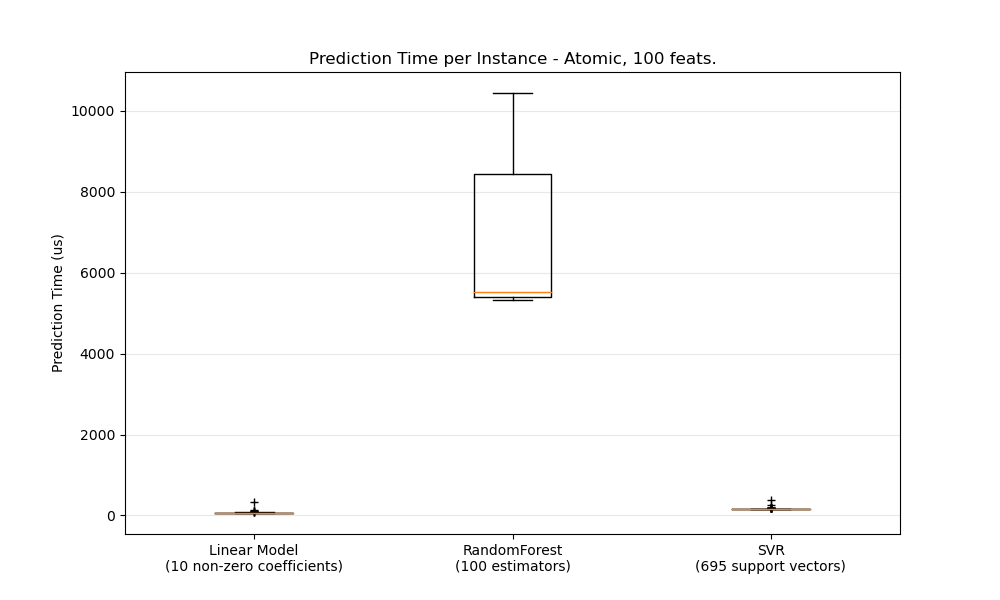 Prediction Time per Instance - Atomic, 100 feats.
Prediction Time (us)
10000
8000
6000
4000
2000
0
Linear Model
(10 non-zero coefficients)
RandomForest
(100 estimators)
SVR
(695 support vectors)